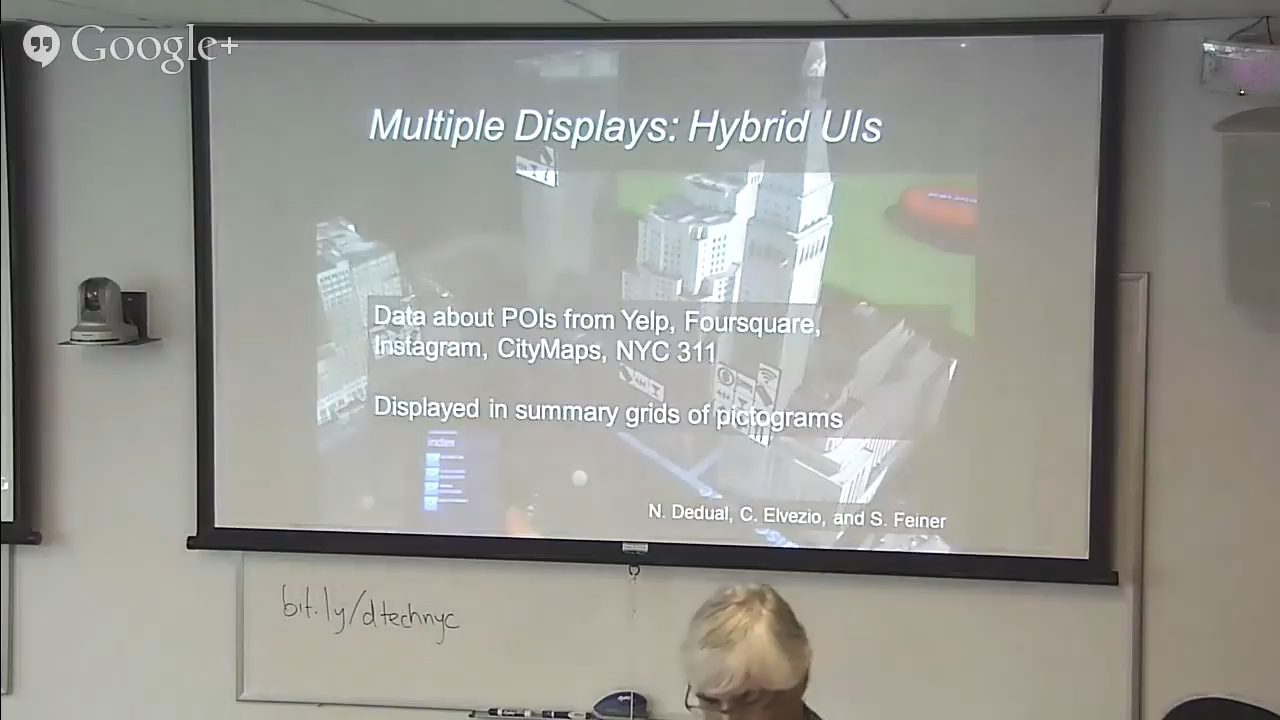 Google+
Multiple Displays: Hybrid UIs
Data about POIs from Yelp, Foursquare,
Instagram, CityMaps, NYC 311
Displayed in summary grids of pictograms
index
N. Dedual, C. Elvezio, and S. Feiner
bit.ly/dtechnyc